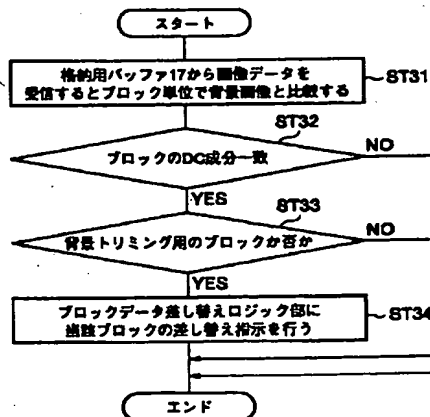 スタート
格納用バッファ17から画像データを
受信するとブロック単位で背景画像と比較する
ST31
ST32
ブロックのDC成分一致
NO
YES
ST33
背景トリミング用のブロックか否か
NO
YES
ブロックデータ差し替えロジック部に
当該ブロックの差し替え指示を行う
ST34
エンド